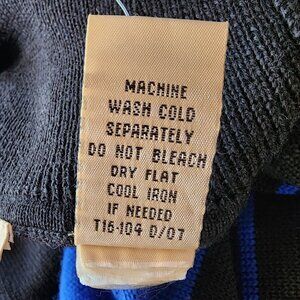 MACHINE
WASH COLD
SEPARATELY
DO NOT BLEACH
DRY FLAT
COOL IRON
IF NEEDED
T16-104 D/07